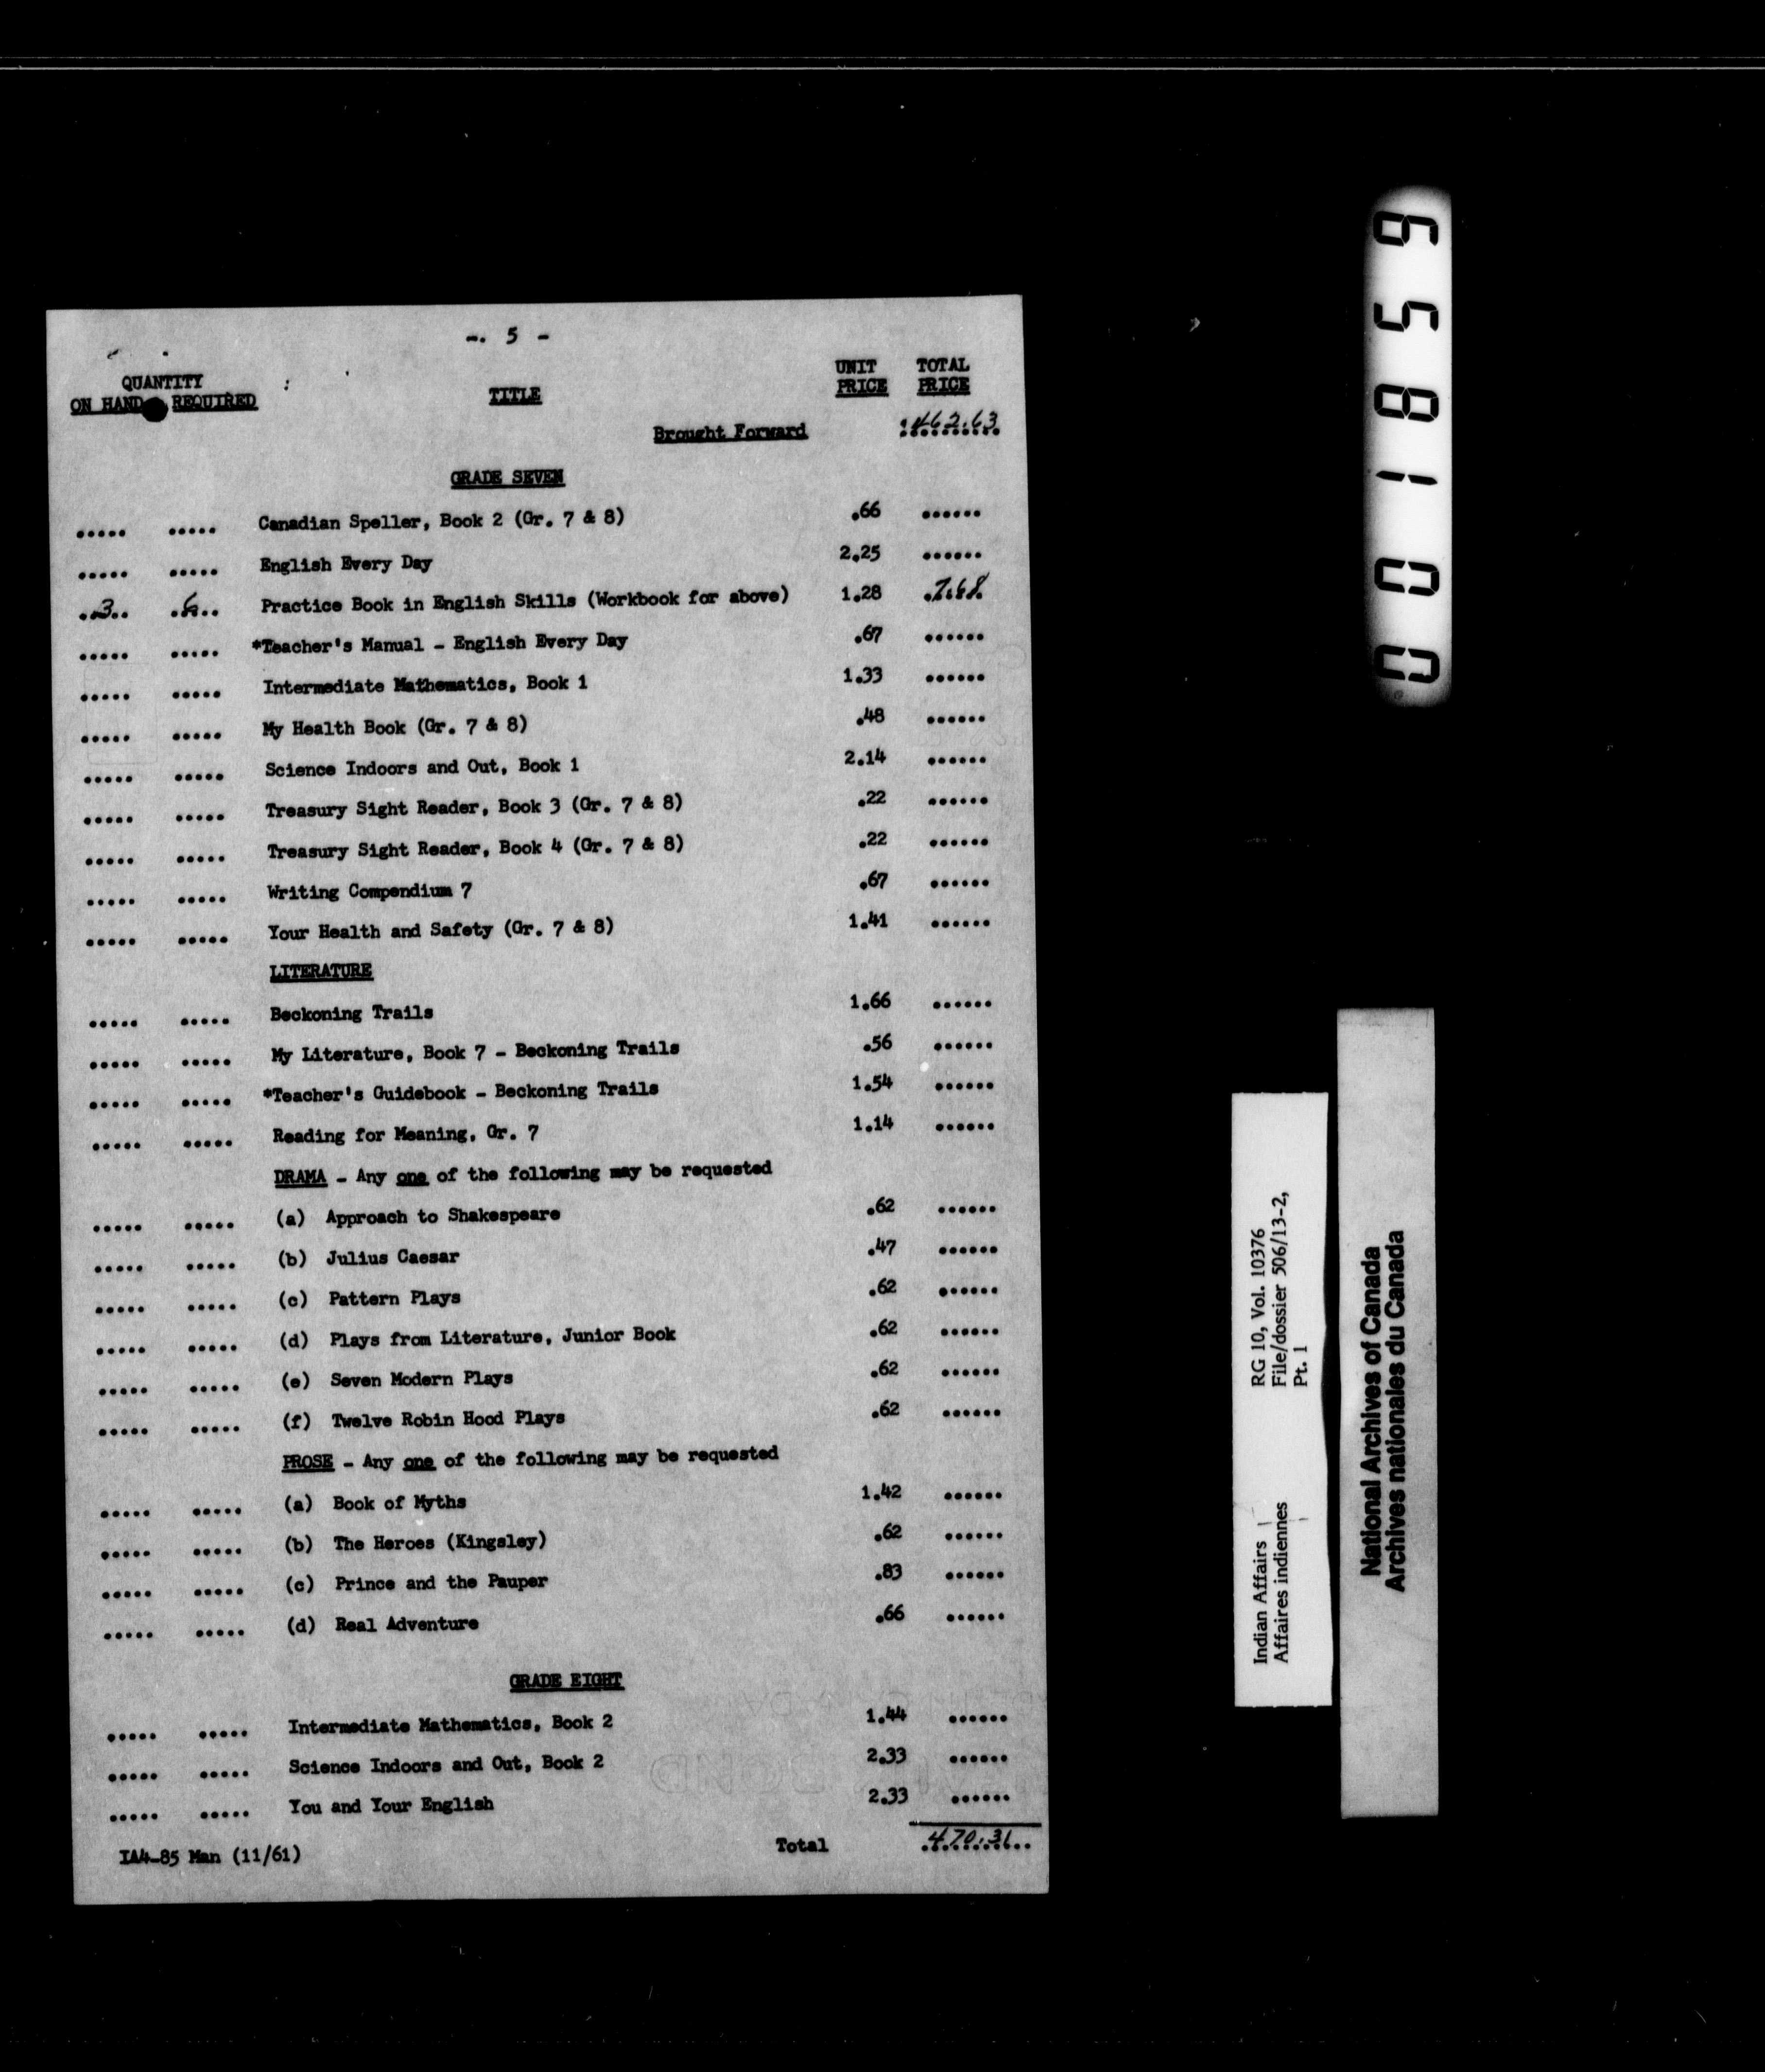 -. 5 -
QUANTITY
ON HAND REQUIRED
TITLE
UNIT PRICE
TOTAL PRICE
Brought Forward 462.63
GRADE SEVEN
..... ..... Canadian Speller, Book 2 (Gr. 7 & 8) .66 ......
..... ..... English Every Day 2.25 ......
..3.. ..6.. Practice Book in English Skills (Workbook for above) 1.28 .7.68.
..... ..... *Teacher's Manual - English Every Day .67 ......
..... ..... Intermediate Mathematics, Book 1 1.33 ......
..... ..... My Health Book (Gr. 7 & 8) .48 ......
..... ..... Science Indoors and Out, Book 1 2.14 ......
..... ..... Treasury Sight Reader, Book 3 (Gr. 7 & 8) .22 ......
..... ..... Treasury Sight Reader, Book 4 (Gr. 7 & 8) .22 ......
..... ..... Writing Compendium 7 .67 ......
..... ..... Your Health and Safety (Gr. 7 & 8) 1.41 ......
LITERATURE
..... ..... Beckoning Trails 1.66 ......
..... ..... My Literature, Book 7 - Beckoning Trails .56 ......
..... ..... *Teacher's Guidebook - Beckoning Trails 1.54 ......
..... ..... Reading for Meaning, Gr. 7 1.14 ......
DRAMA - Any one of the following may be requested
..... ..... (a) Approach to Shakespeare .62 ......
..... ..... (b) Julius Caesar .47 ......
..... ..... (c) Pattern Plays .62 ......
..... ..... (d) Plays from Literature, Junior Book .62 ......
..... ..... (e) Seven Modern Plays .62 ......
..... ..... (f) Twelve Robin Hood Plays .62 ......
PROSE - Any one of the following may be requested
..... ..... (a) Book of Myths 1.42 ......
..... ..... (b) The Heroes (Kingsley) .62 ......
..... ..... (c) Prince and the Pauper .83 ......
..... ..... (d) Real Adventure .66 ......
GRADE EIGHT
..... ..... Intermediate Mathematics, Book 2 1.44 ......
..... ..... Science Indoors and Out, Book 2 2.33 ......
..... ..... You and Your English 2.33 ......
Total 470.31
IA4-85 Man (11/61)
001859
Indian Affairs RG 10, Vol. 10376
Affaires indiennes File/dossier 506/13-2,
Pt. 1
National Archives of Canada
Archives nationales du Canada